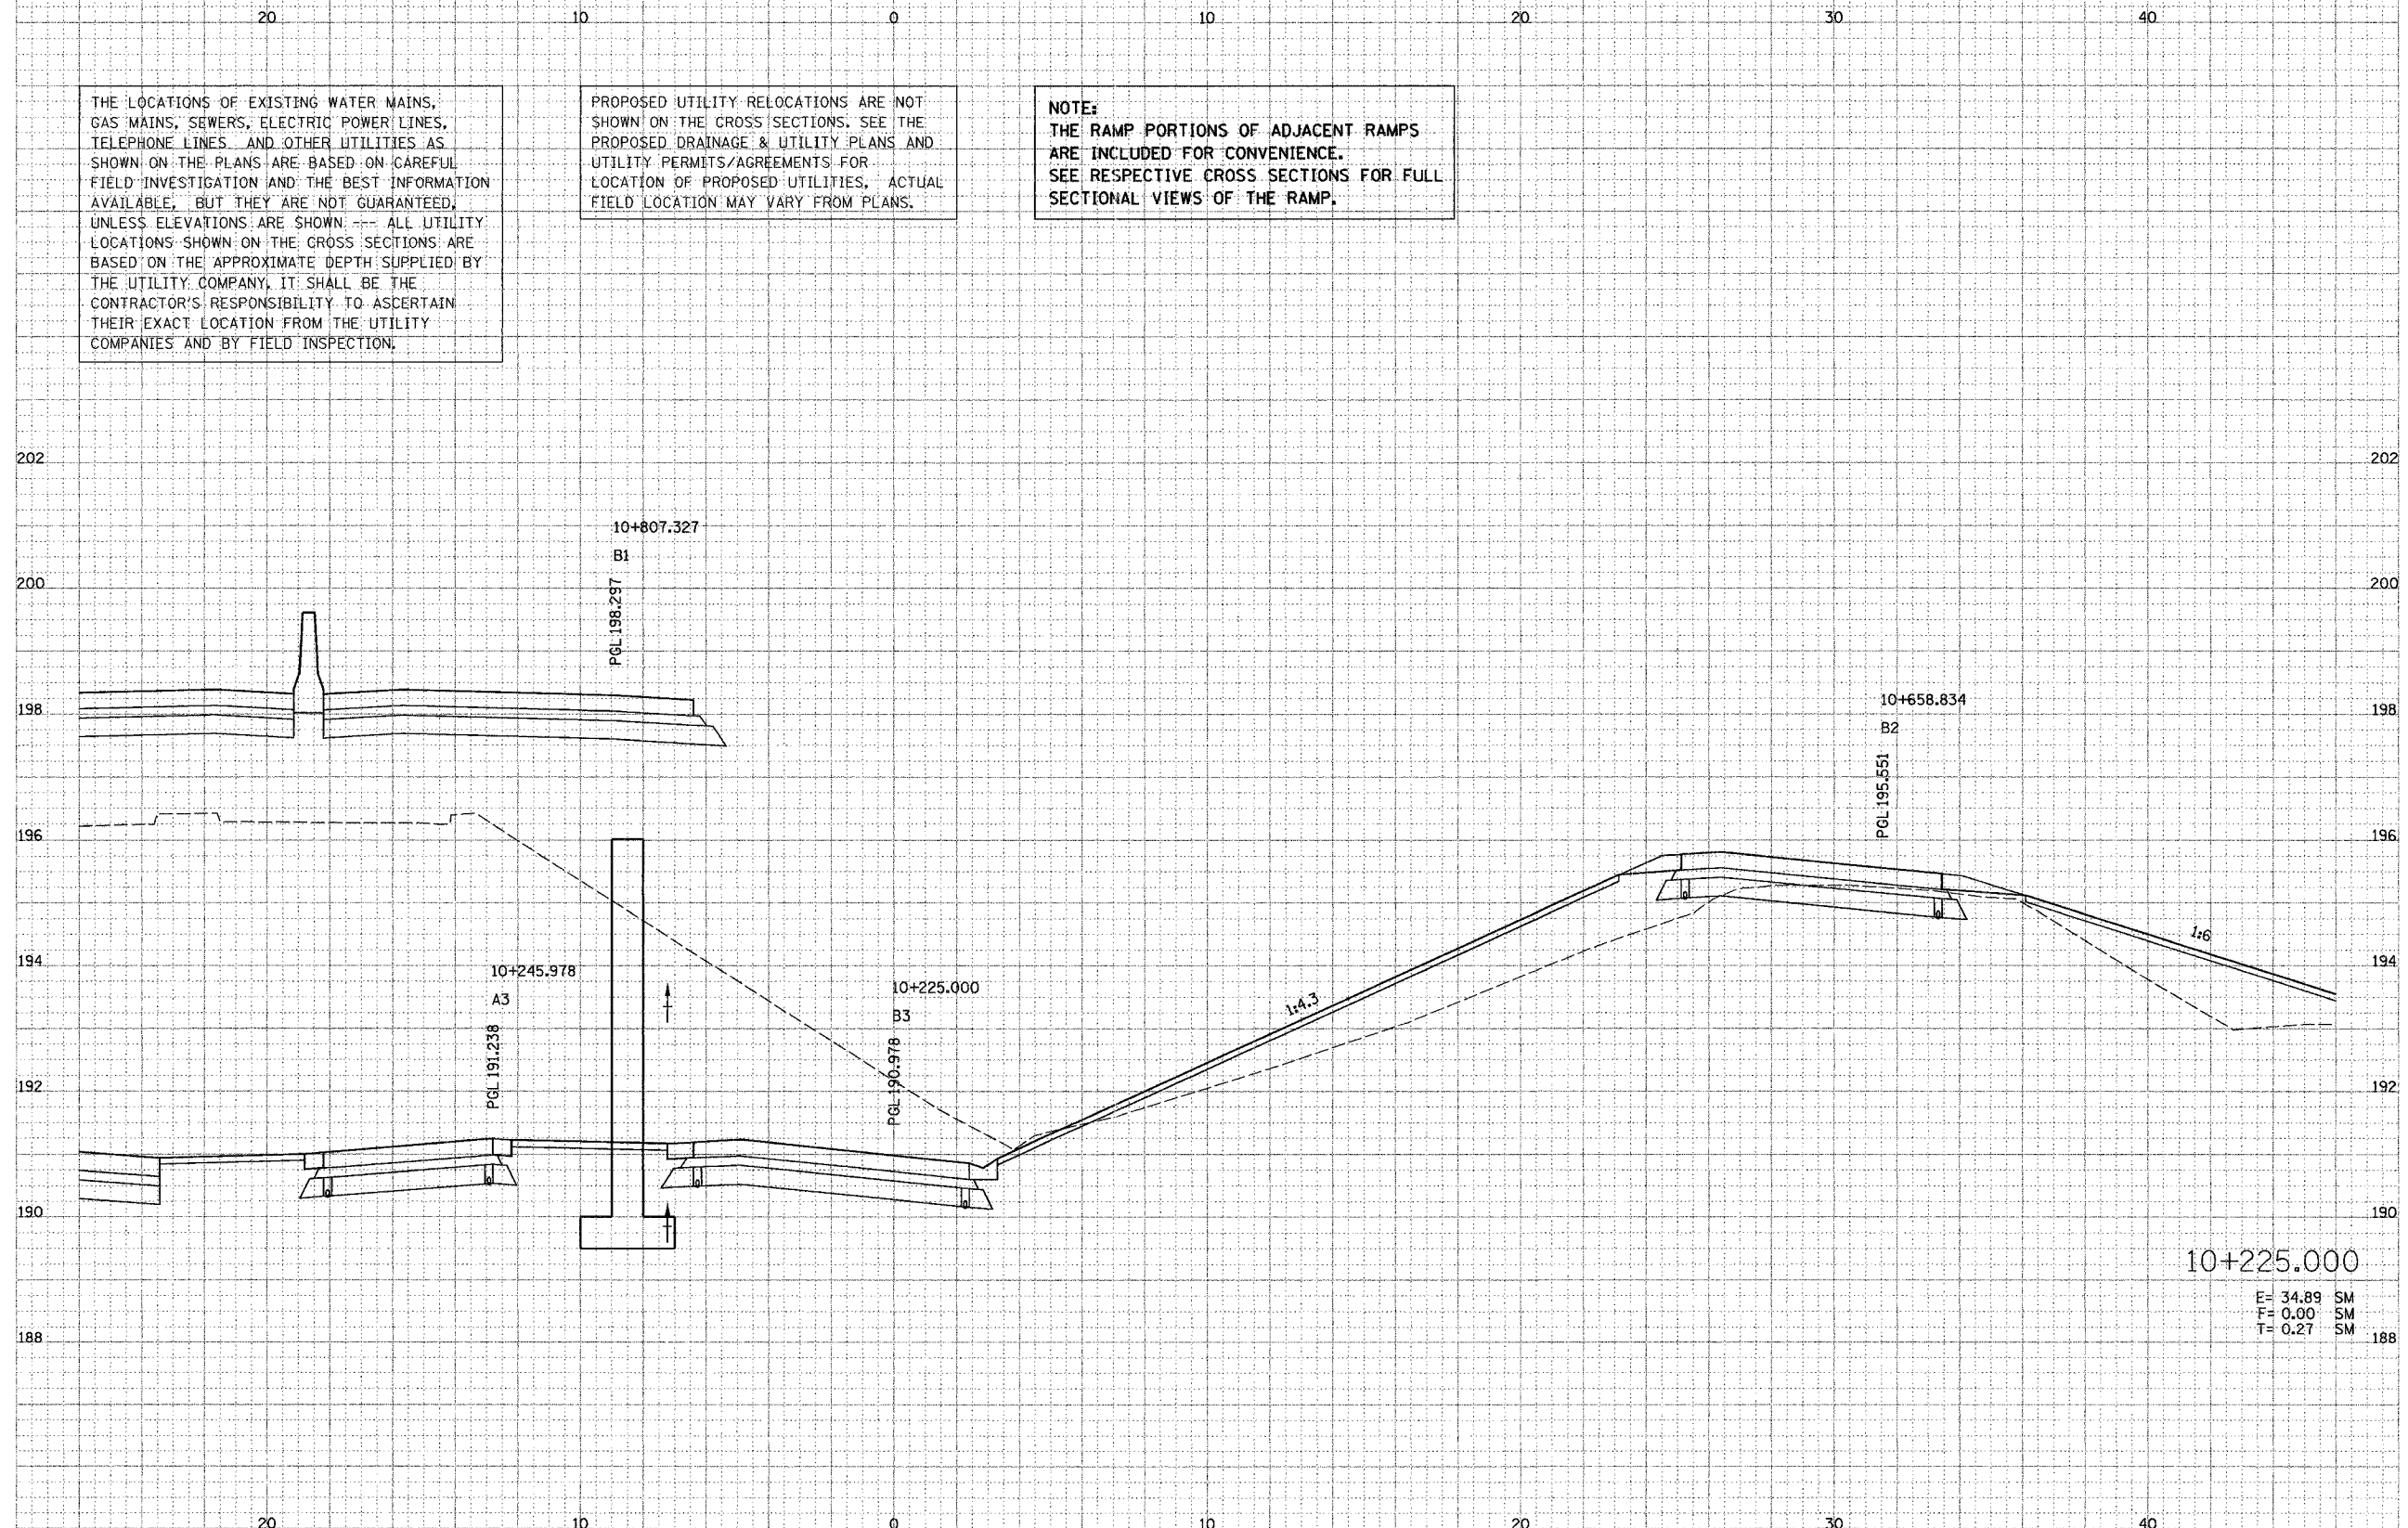 20 10 0 10 20 30 40
THE LOCATIONS OF EXISTING WATER MAINS,
GAS MAINS, SEWERS, ELECTRIC POWER LINES,
TELEPHONE LINES AND OTHER UTILITIES AS
SHOWN ON THE PLANS ARE BASED ON CAREFUL
FIELD INVESTIGATION AND THE BEST INFORMATION
AVAILABLE, BUT THEY ARE NOT GUARANTEED.
UNLESS ELEVATIONS ARE SHOWN --- ALL UTILITY
LOCATIONS SHOWN ON THE CROSS SECTIONS ARE
BASED ON THE APPROXIMATE DEPTH SUPPLIED BY
THE UTILITY COMPANY. IT SHALL BE THE
CONTRACTOR'S RESPONSIBILITY TO ASCERTAIN
THEIR EXACT LOCATION FROM THE UTILITY
COMPANIES AND BY FIELD INSPECTION.
PROPOSED UTILITY RELOCATIONS ARE NOT
SHOWN ON THE CROSS SECTIONS. SEE THE
PROPOSED DRAINAGE & UTILITY PLANS AND
UTILITY PERMITS/AGREEMENTS FOR
LOCATION OF PROPOSED UTILITIES. ACTUAL
FIELD LOCATION MAY VARY FROM PLANS.
NOTE:
THE RAMP PORTIONS OF ADJACENT RAMPS
ARE INCLUDED FOR CONVENIENCE.
SEE RESPECTIVE CROSS SECTIONS FOR FULL
SECTIONAL VIEWS OF THE RAMP.
202 202
10+807.327
B1
PGL 198.297
200 200
198 198
10+658.834
B2
PGL 195.551
196 196
194 194
1:6
10+245.978
A3
PGL 191.238
10+225.000
B3
PGL 190.978
1:4.3
192 192
190 190
10+225.000
E= 34.89 SM
F= 0.00 SM
T= 0.27 SM
188 188
20 10 0 10 20 30 40